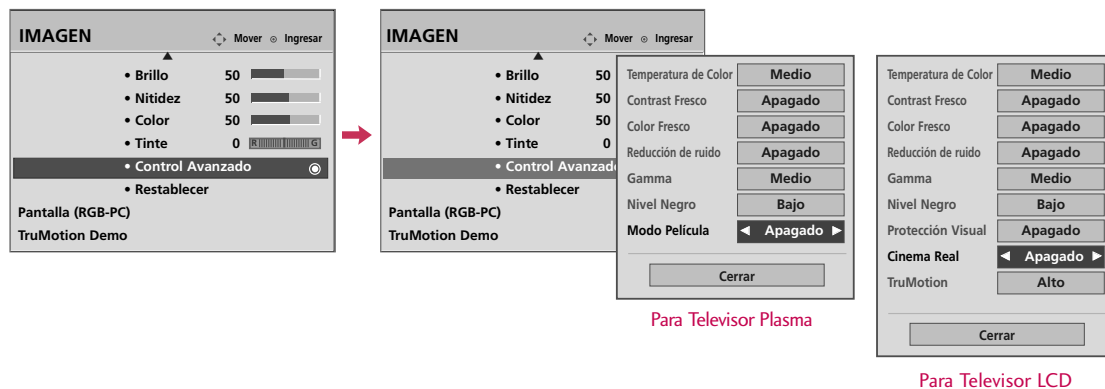 IMAGEN
Mover
Ingresar
• Brillo 50
• Nitidez 50
• Color 50
• Tinte 0 R G
• Control Avanzado
• Restablecer
Pantalla (RGB-PC)
TruMotion Demo
IMAGEN
Mover
Ingresar
• Brillo 50
• Nitidez 50
• Color 50
• Tinte 0
• Control Avanzad
• Restablecer
Pantalla (RGB-PC)
TruMotion Demo
Temperatura de Color Medio
Contrast Fresco Apagado
Color Fresco Apagado
Reducción de ruido Apagado
Gamma Medio
Nivel Negro Bajo
Modo Película ◀ Apagado ▶
Cerrar
Para Televisor Plasma
Temperatura de Color Medio
Contrast Fresco Apagado
Color Fresco Apagado
Reducción de ruido Apagado
Gamma Medio
Nivel Negro Bajo
Protección Visual Apagado
Cinema Real ◀ Apagado ▶
TruMotion Alto
Cerrar
Para Televisor LCD